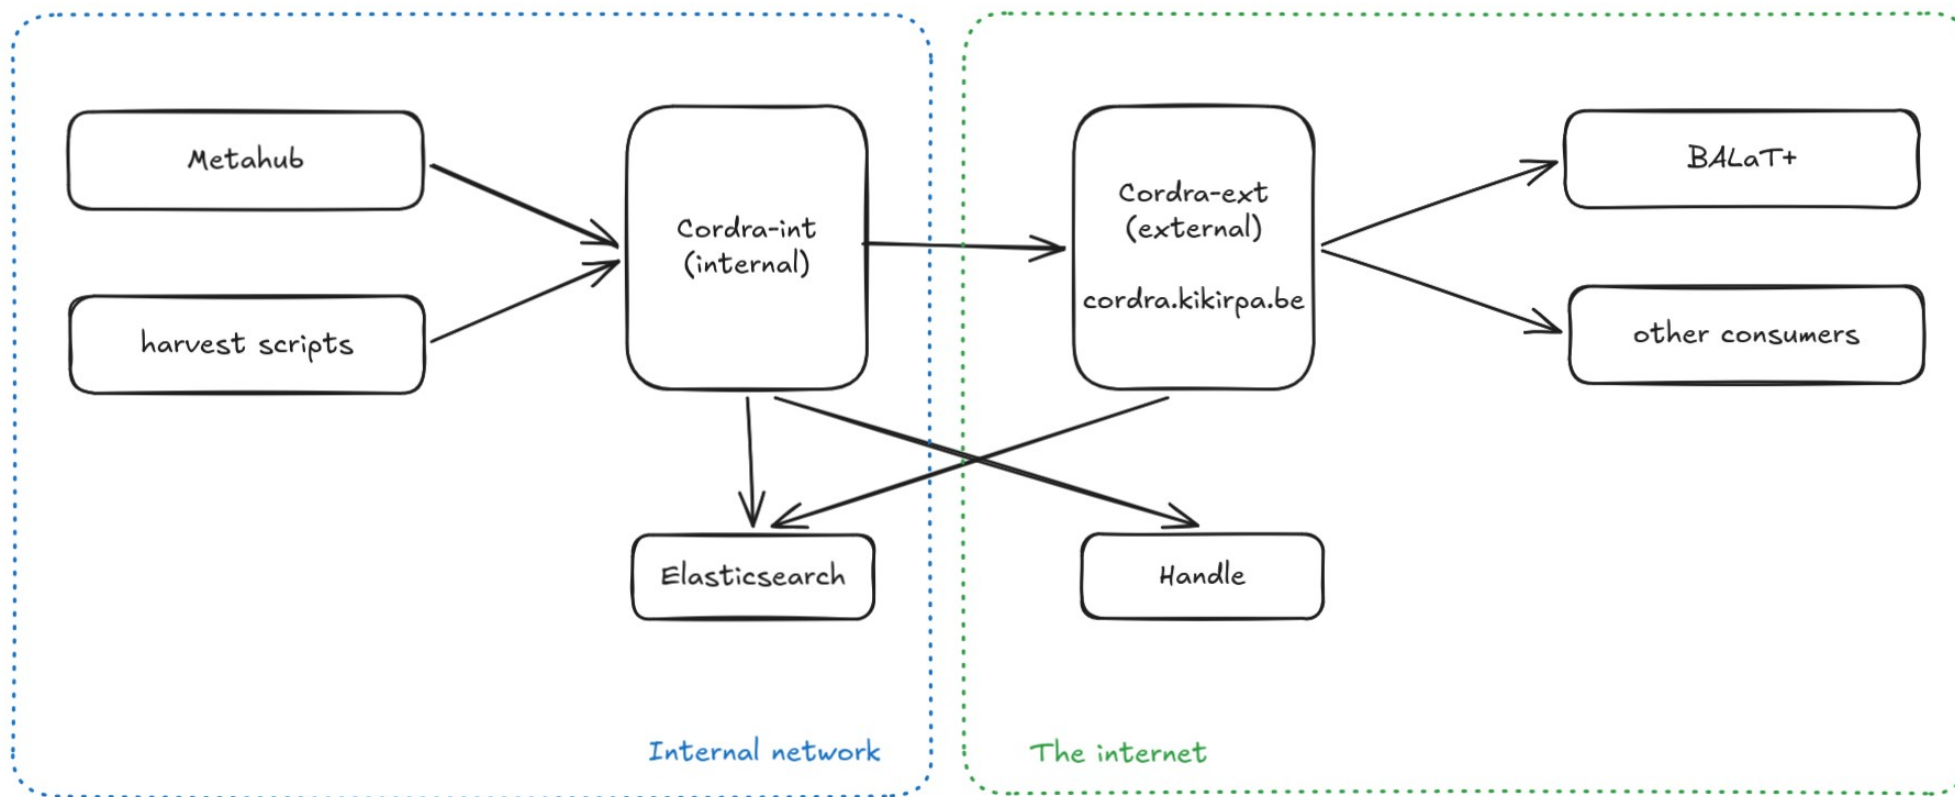 Metahub
harvest scripts
Cordra-int
(internal)
Cordra-ext
(external)
cordra.kikirpa.be
BALaT+
other consumers
Elasticsearch
Handle
Internal network
The internet